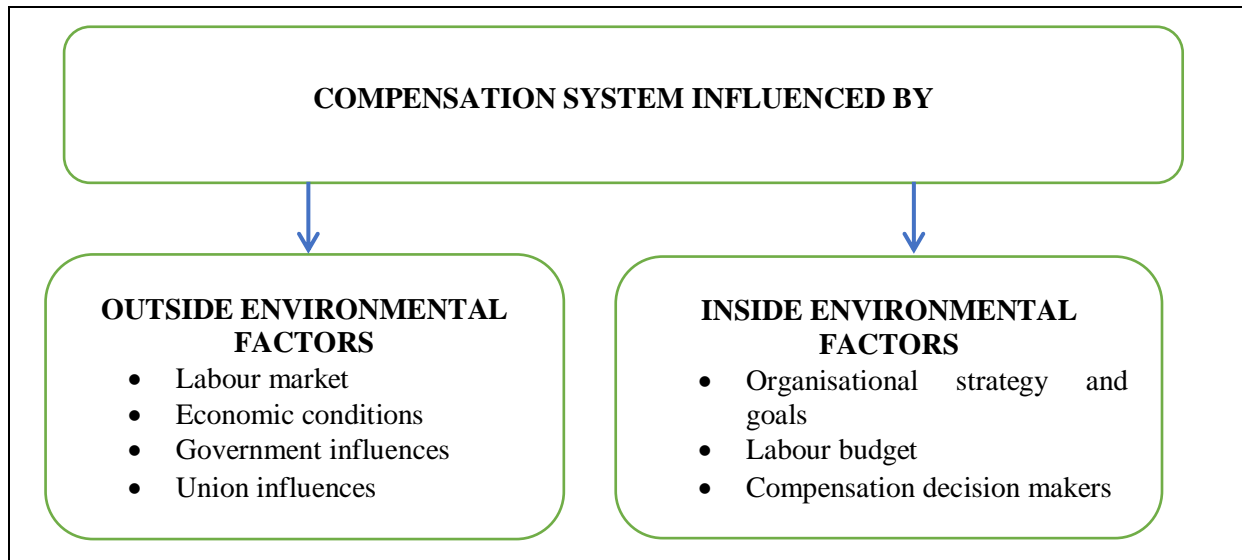 COMPENSATION SYSTEM INFLUENCED BY
OUTSIDE ENVIRONMENTAL
FACTORS
• Labour market
• Economic conditions
• Government influences
• Union influences
INSIDE ENVIRONMENTAL
FACTORS
• Organisational strategy and
goals
• Labour budget
• Compensation decision makers